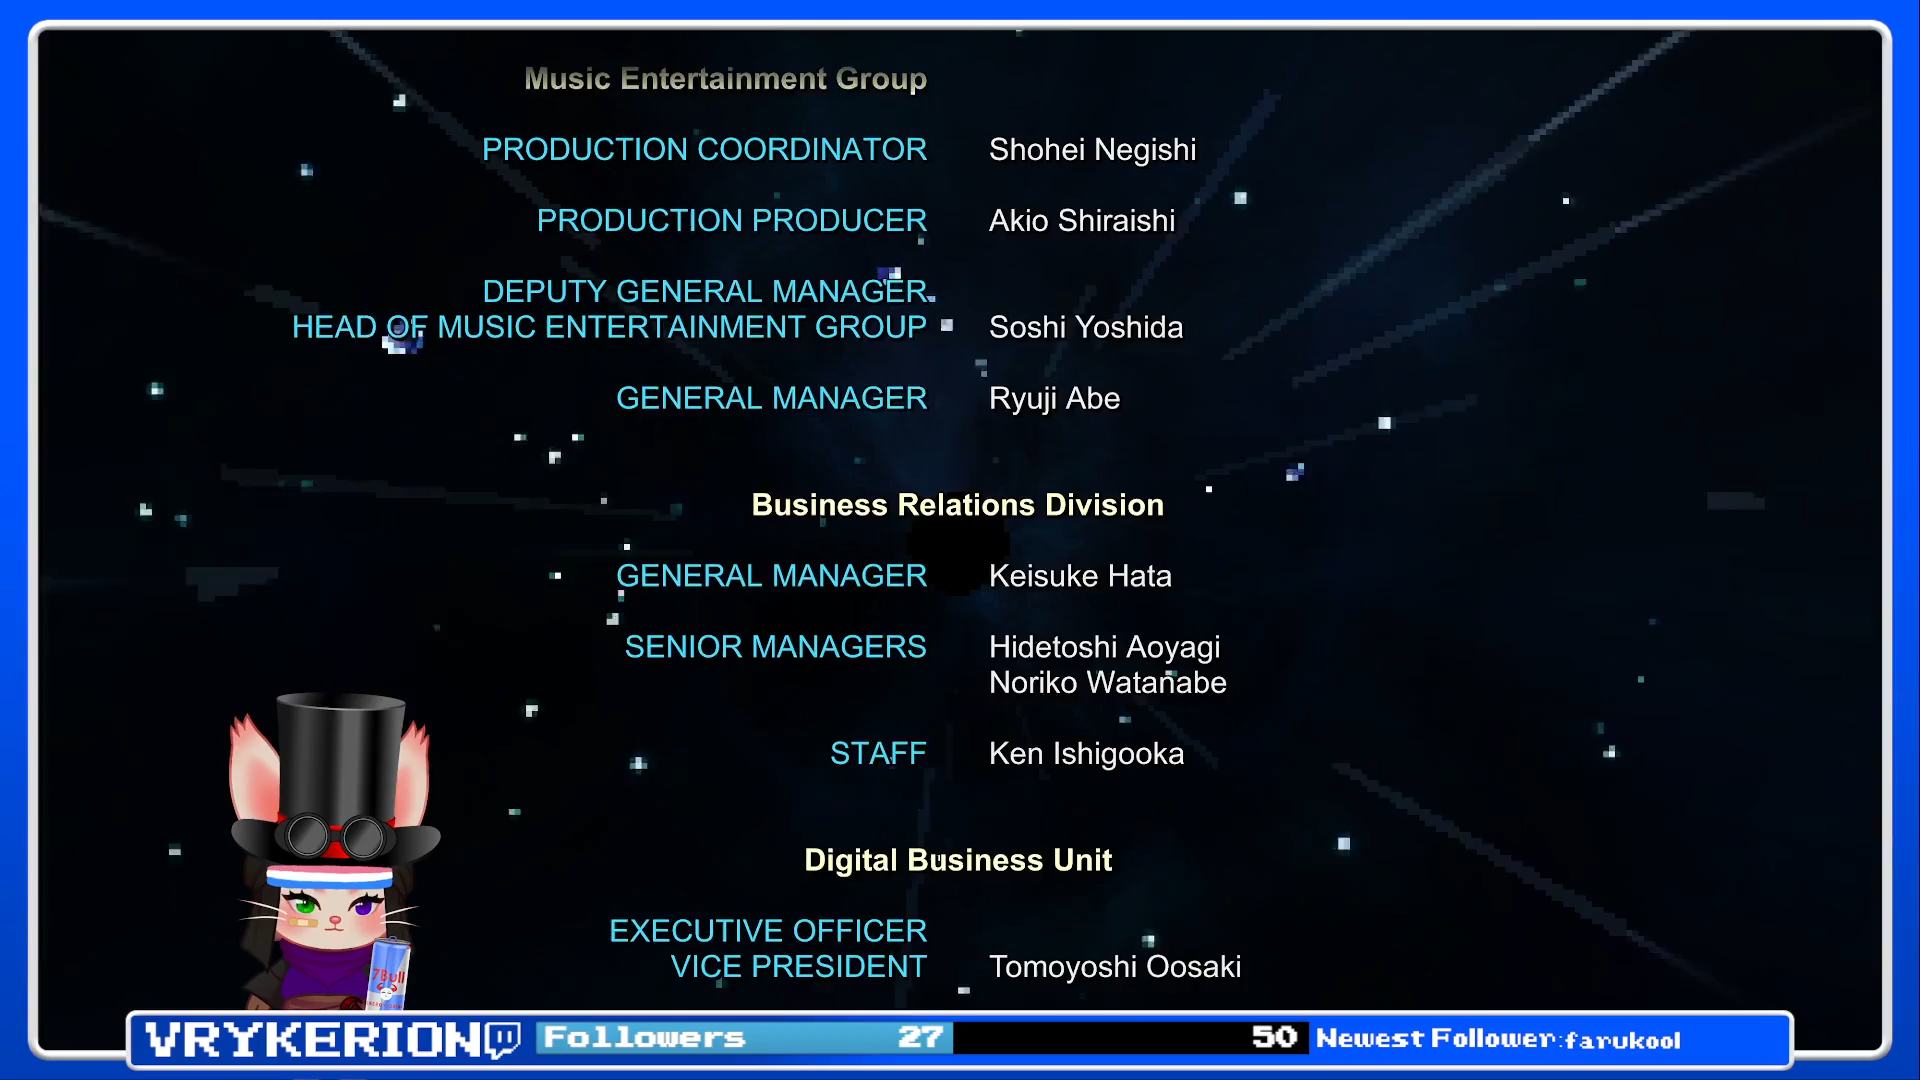 Music Entertainment Group
PRODUCTION COORDINATOR Shohei Negishi
PRODUCTION PRODUCER Akio Shiraishi
DEPUTY GENERAL MANAGER
HEAD OF MUSIC ENTERTAINMENT GROUP Soshi Yoshida
GENERAL MANAGER Ryuji Abe
Business Relations Division
GENERAL MANAGER Keisuke Hata
SENIOR MANAGERS Hidetoshi Aoyagi
Noriko Watanabe
STAFF Ken Ishigooka
Digital Business Unit
EXECUTIVE OFFICER
VICE PRESIDENT Tomoyoshi Oosaki
7Bull
VRYKERION Followers 27 50 Newest Follower:farukool